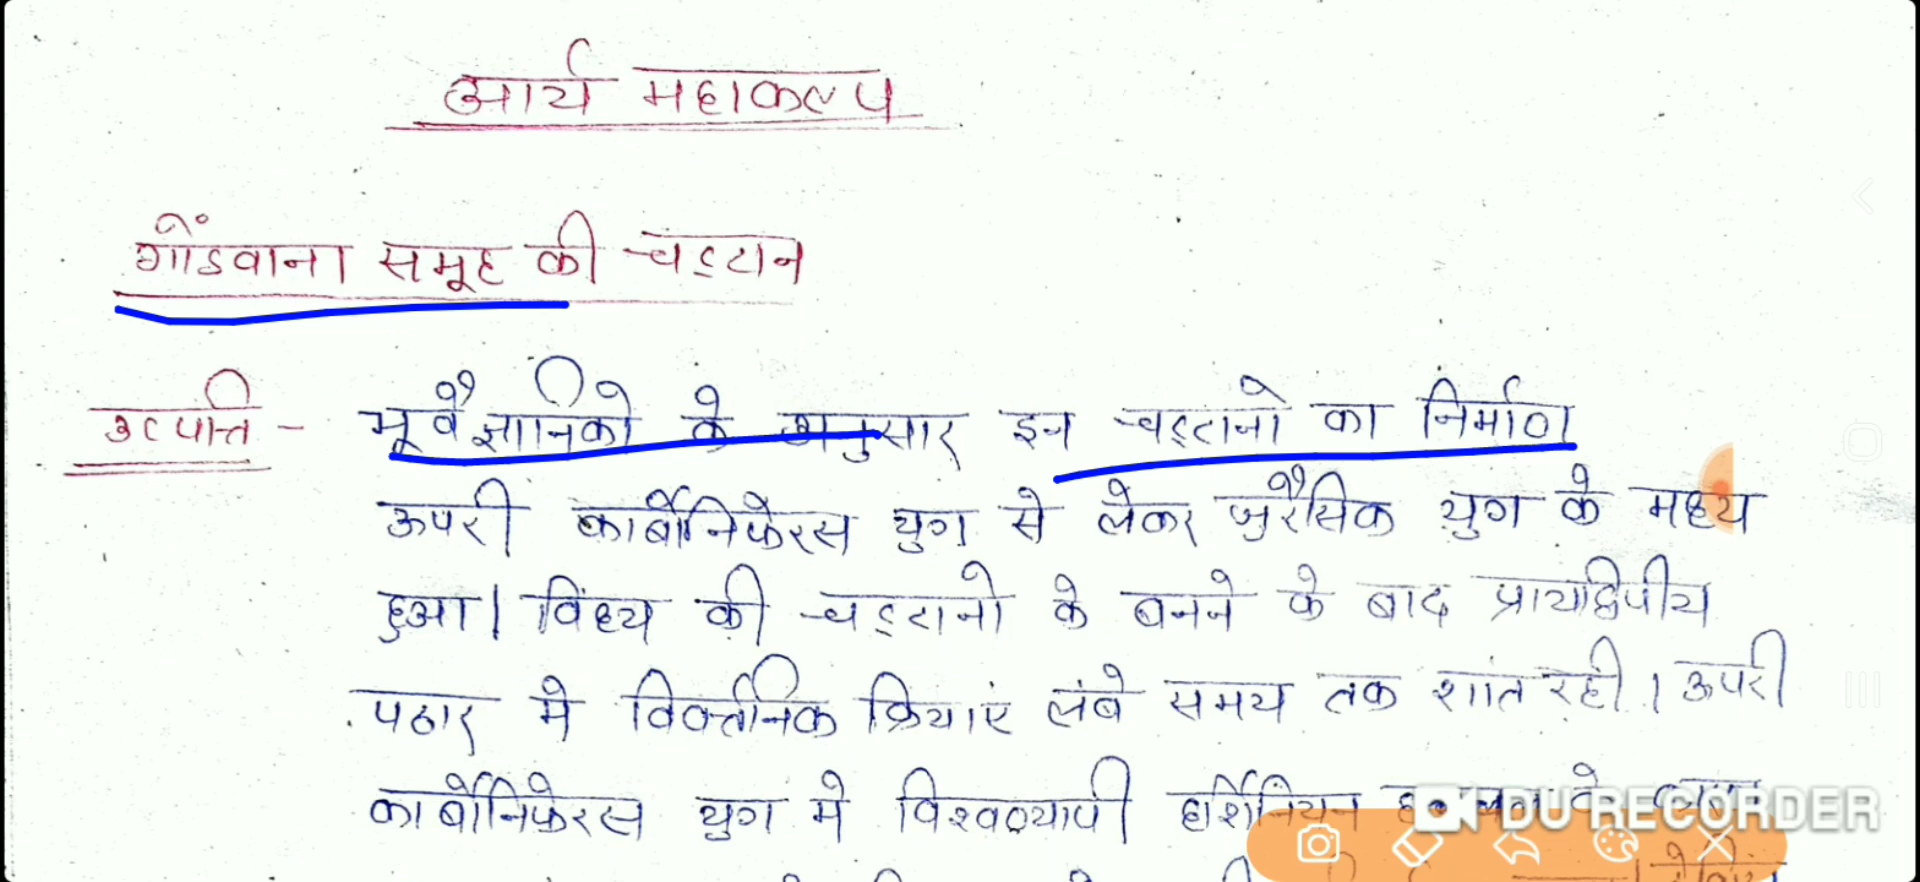 आर्य महाकल्प
गोंडवाना समूह की चट्टान
उत्पत्ति - भूवैज्ञानिको के अनुसार इन चट्टानो का निर्माण
ऊपरी कार्बोनिफेरस युग से लेकर जुरैसिक युग के मध्य
हुआ। विंध्य की चट्टानो के बनने के बाद प्रायद्विपीय
पठार मे विवर्तनिक क्रियाएं लंबे समय तक शांत रही। ऊपरी
कार्बोनिफेरस युग मे विश्वव्यापी हर्शिनियन
DU RECORDER